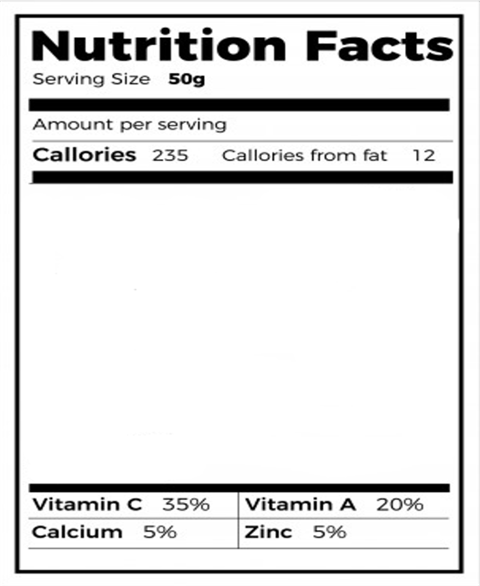 Nutrition Facts
Serving Size 50g
Amount per serving
Callories 235 Callories from fat 12
Vitamin C 35% Vitamin A 20%
Calcium 5% Zinc 5%